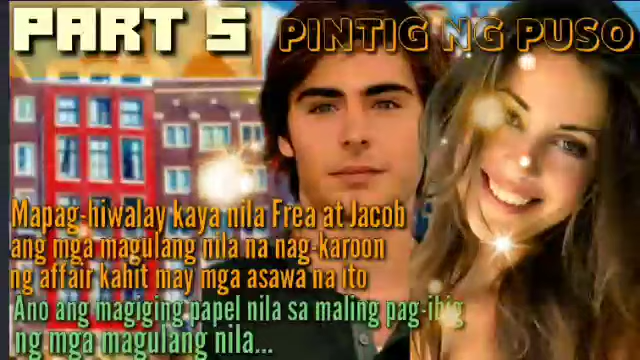 PART 5 PINTIG NG PUSO
Mapag-hiwalay kaya nila Frea at Jacob
ang mga magulang nila na nag-karoon
ng affair kahit may mga asawa na ito
Ano ang magiging papel nila sa maling pag-ibig
ng mga magulang nila...